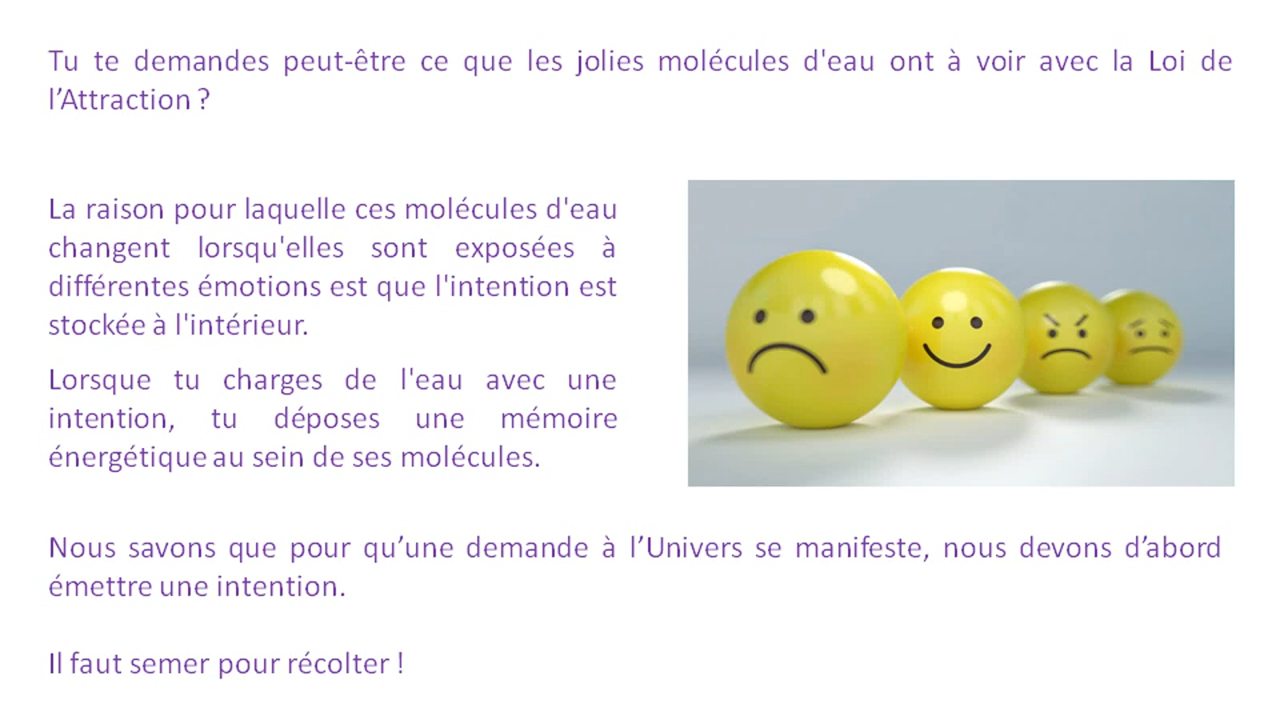 Tu te demandes peut-être ce que les jolies molécules d'eau ont à voir avec la Loi de
l’Attraction ?
La raison pour laquelle ces molécules d'eau
changent lorsqu'elles sont exposées à
différentes émotions est que l'intention est
stockée à l'intérieur.
Lorsque tu charges de l'eau avec une
intention, tu déposes une mémoire
énergétique au sein de ses molécules.
Nous savons que pour qu’une demande à l’Univers se manifeste, nous devons d’abord
émettre une intention.
Il faut semer pour récolter !